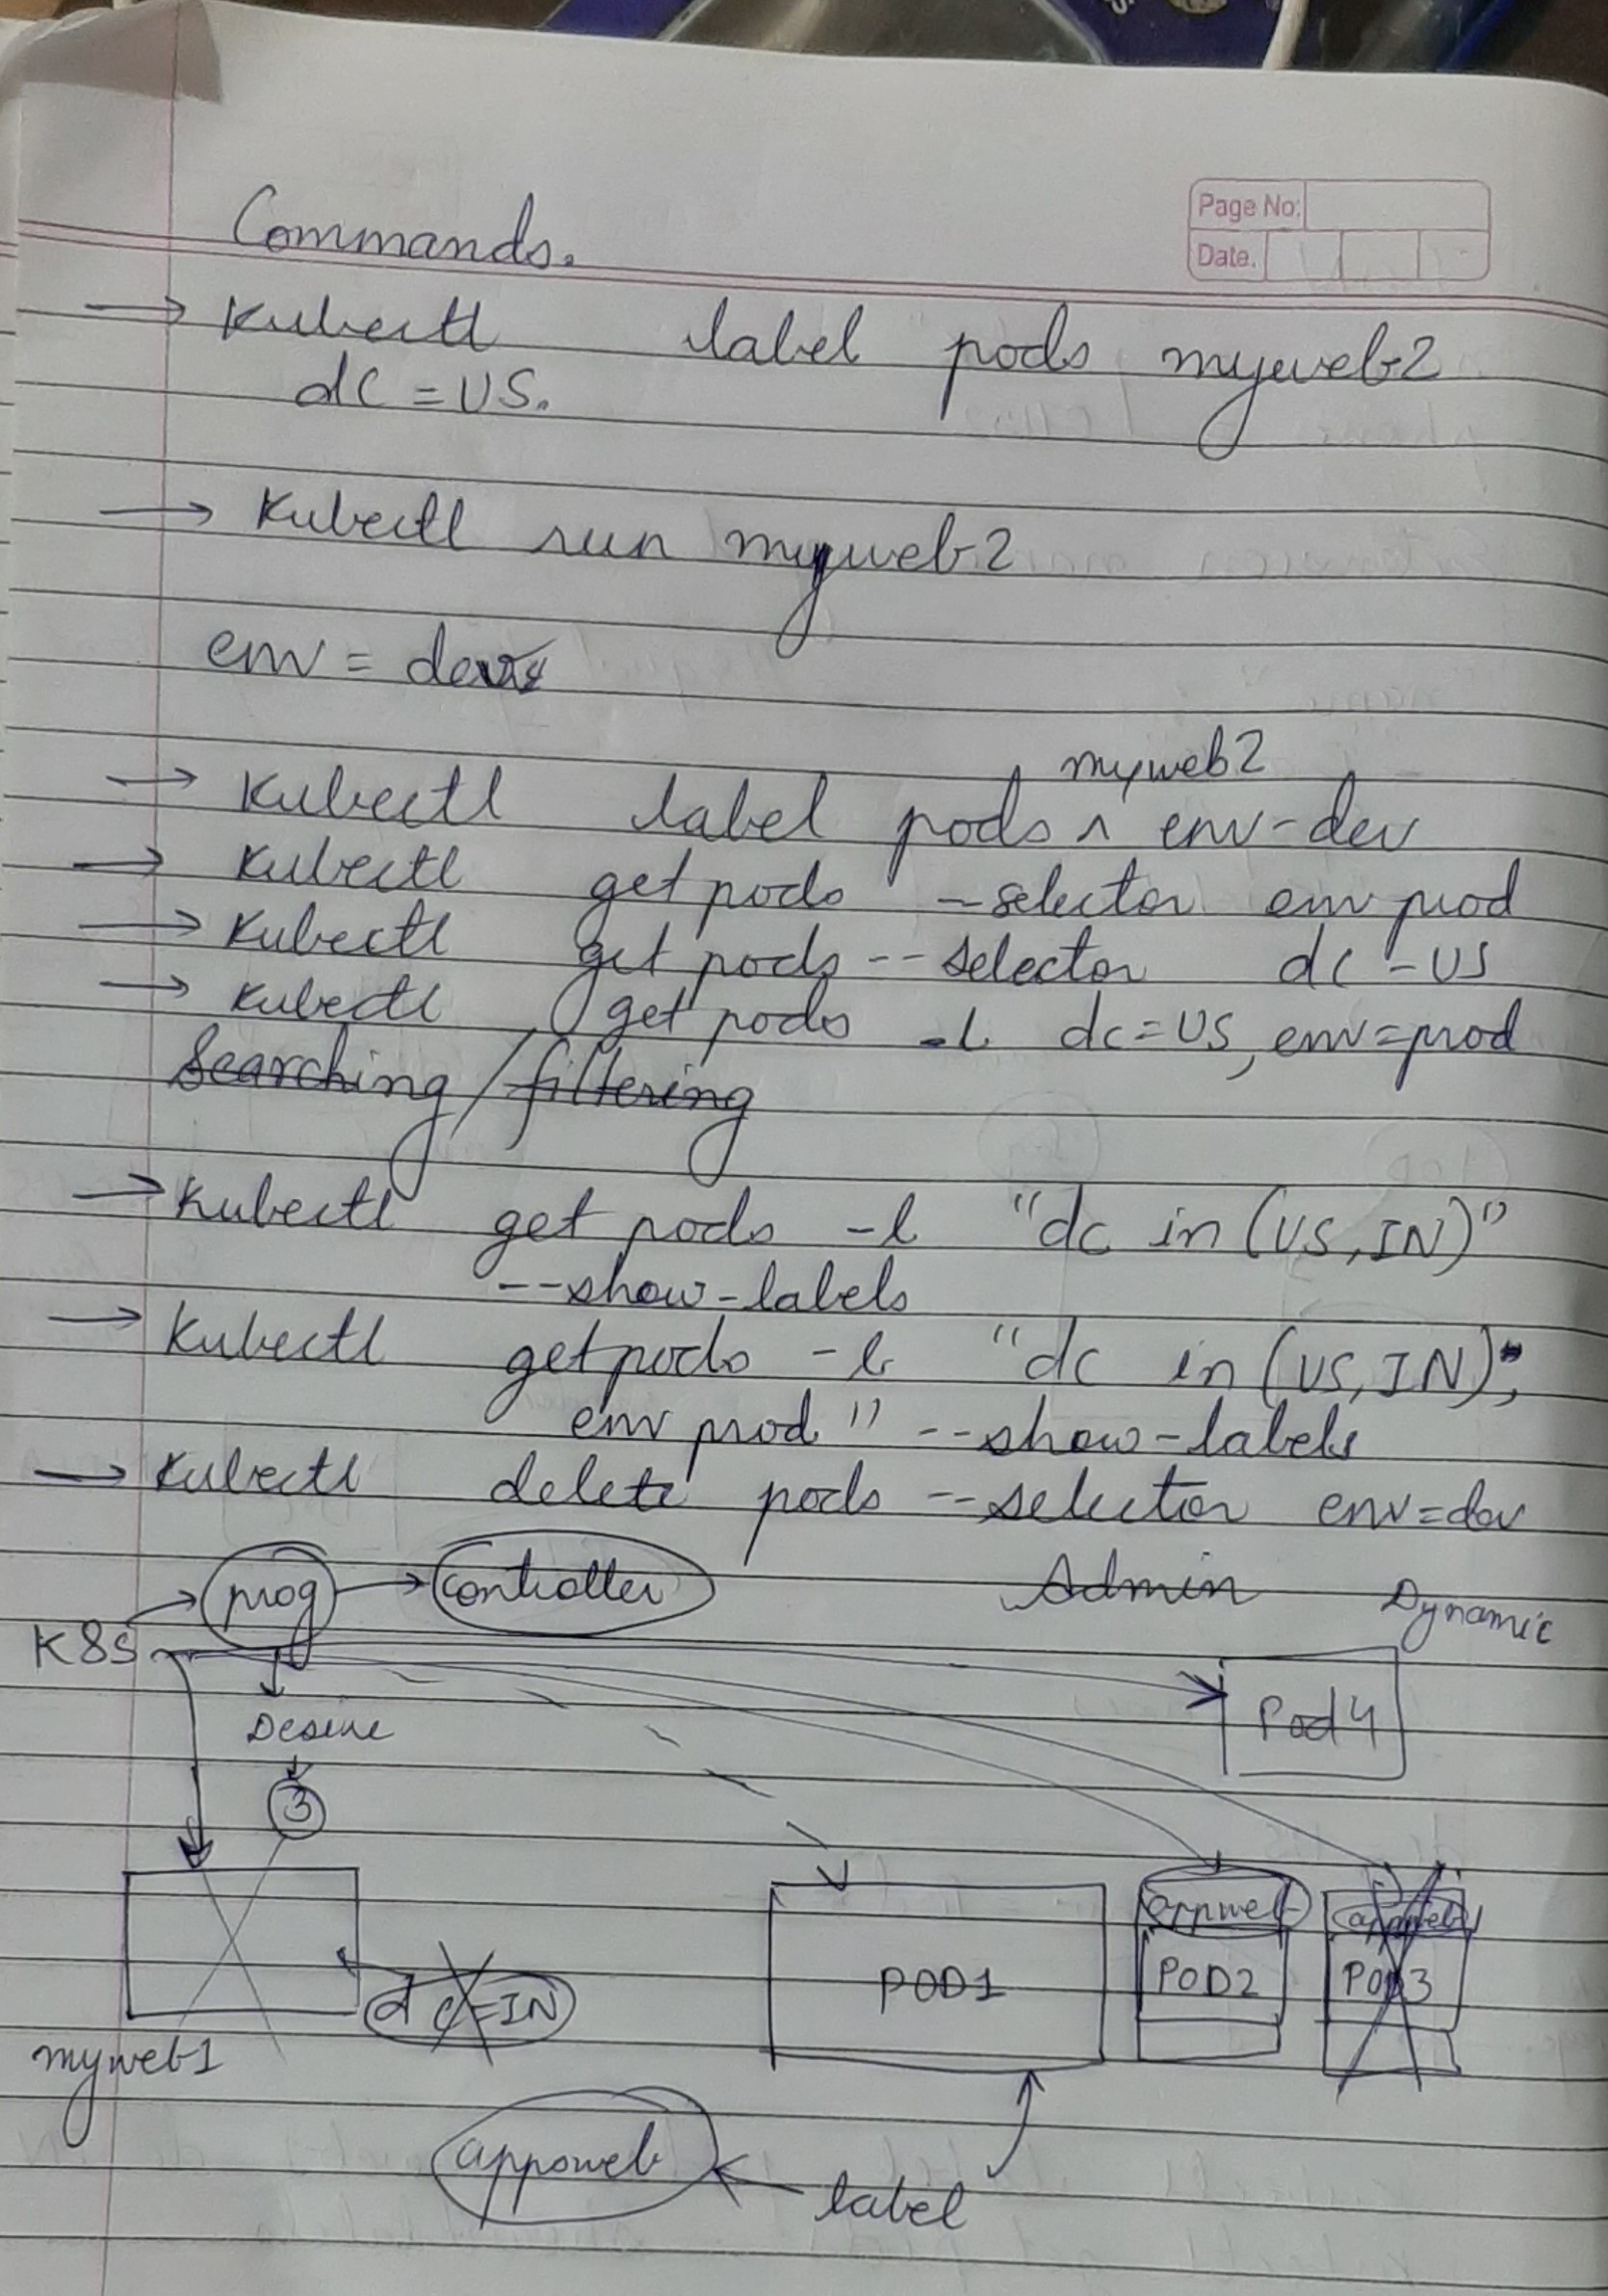 Page No:
Date.
Commands.
→ Kubectl label pods myweb2
dc = US.
→ Kubectl run myweb2
env = dev
→ Kubectl label pods ^ myweb2 env-dev
→ Kubectl get pods -selector env prod
→ Kubectl get pods --selector dc-US
→ Kubectl get pods -l dc=US, env=prod
Searching / filtering
→ Kubectl get pods -l "dc in (US, IN)"
--show-labels
→ Kubectl get pods -l "dc in (US, IN),
env prod" --show-labels
→ Kubectl delete pods --selector env=dev
prog → controller
Admin
Dynamic
K8S
Desire
3
Pod 4
appweb
appweb
POD1
POD2
POD3
dc=IN
myweb1
appoweb
label